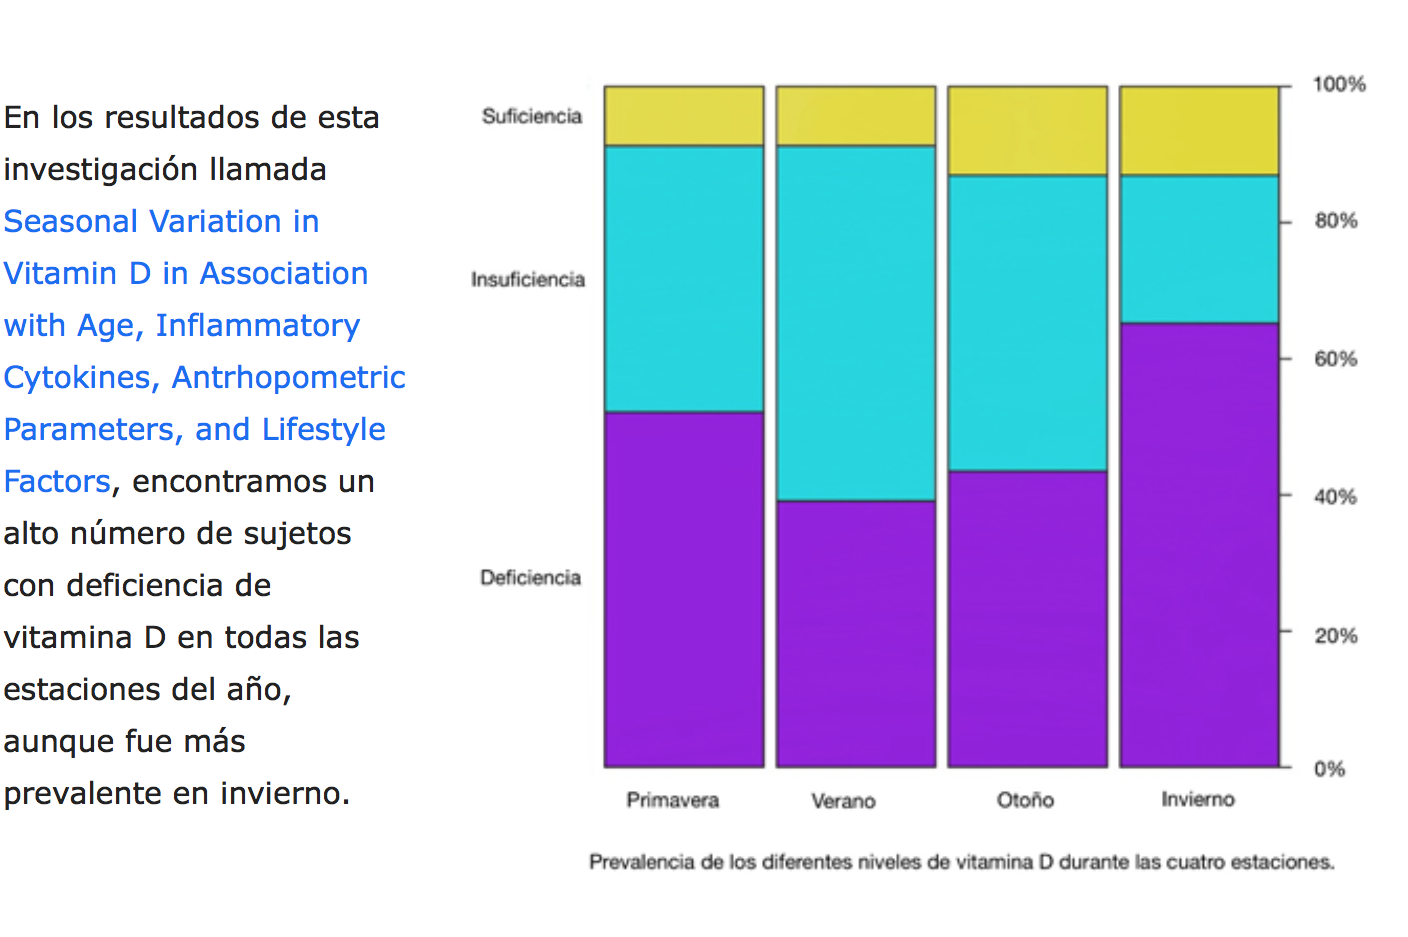 En los resultados de esta
investigación llamada
Seasonal Variation in
Vitamin D in Association
with Age, Inflammatory
Cytokines, Antrhopometric
Parameters, and Lifestyle
Factors, encontramos un
alto número de sujetos
con deficiencia de
vitamina D en todas las
estaciones del año,
aunque fue más
prevalente en invierno.
Suficiencia
Insuficiencia
Deficiencia
100%
80%
60%
40%
20%
0%
Primavera Verano Otoño Invierno
Prevalencia de los diferentes niveles de vitamina D durante las cuatro estaciones.